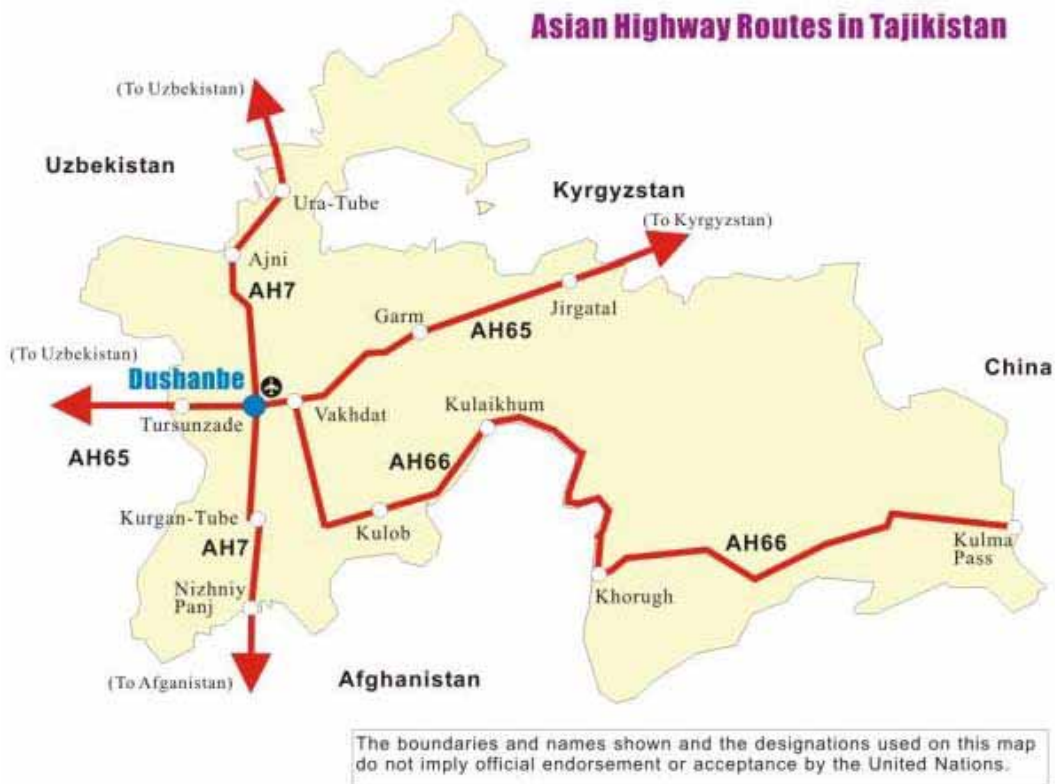 Asian Highway Routes in Tajikistan
(To Uzbekistan)
Uzbekistan
Kyrgyzstan
Ura-Tube
(To Kyrgyzstan)
Ajni
AH7
Jirgatal
Garm
AH65
(To Uzbekistan)
China
Dushanbe
Vakhdat
Kulaikhum
Tursunzade
AH65
AH66
Kurgan-Tube
Kulob
AH7
AH66
Kulma
Pass
Nizhniy
Panj
Khorugh
(To Afganistan)
Afghanistan
The boundaries and names shown and the designations used on this map
do not imply official endorsement or acceptance by the United Nations.